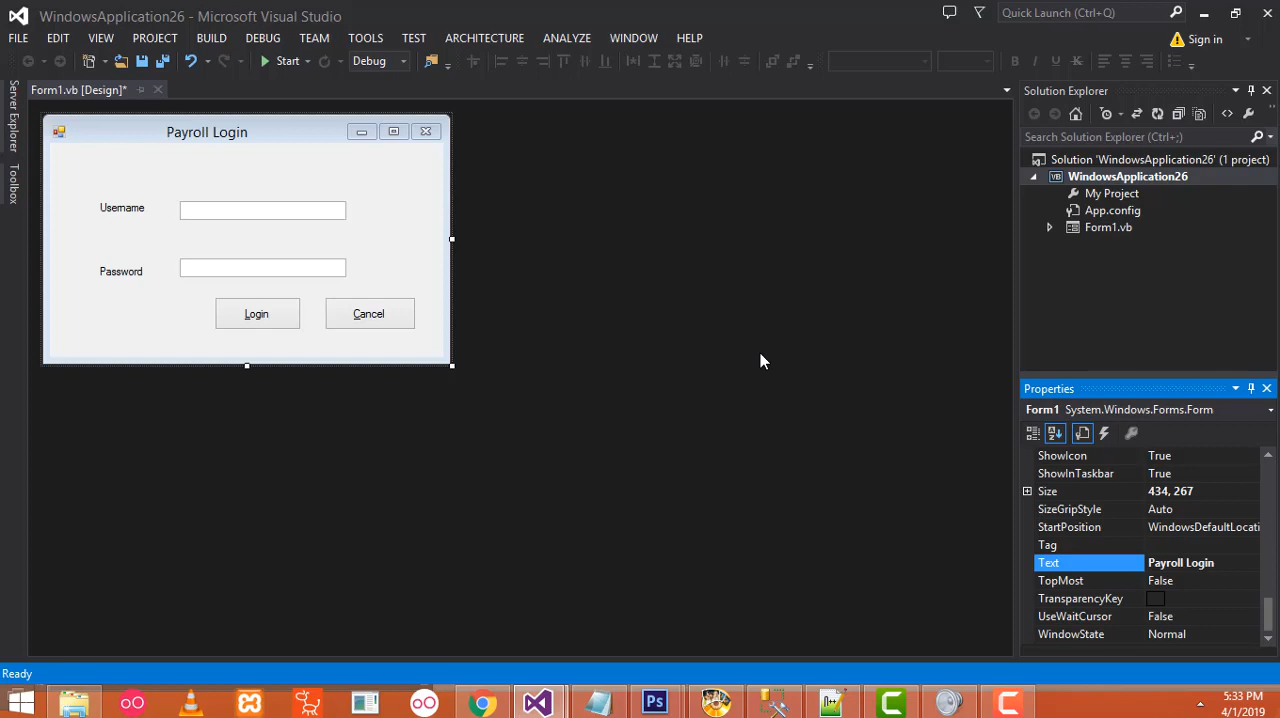 WindowsApplication26 - Microsoft Visual Studio
Quick Launch (Ctrl+Q)
FILE EDIT VIEW PROJECT BUILD DEBUG TEAM TOOLS TEST ARCHITECTURE ANALYZE WINDOW HELP
Sign in
Start Debug
Server Explorer
Toolbox
Form1.vb [Design]*
Payroll Login
Username
Password
Login Cancel
Solution Explorer
Search Solution Explorer (Ctrl+;)
Solution 'WindowsApplication26' (1 project)
VB WindowsApplication26
My Project
App.config
Form1.vb
Properties
Form1 System.Windows.Forms.Form
ShowIcon True
ShowInTaskbar True
Size 434, 267
SizeGripStyle Auto
StartPosition WindowsDefaultLocati
Tag
Text Payroll Login
TopMost False
TransparencyKey
UseWaitCursor False
WindowState Normal
Ready
Ps
5:33 PM
4/1/2019